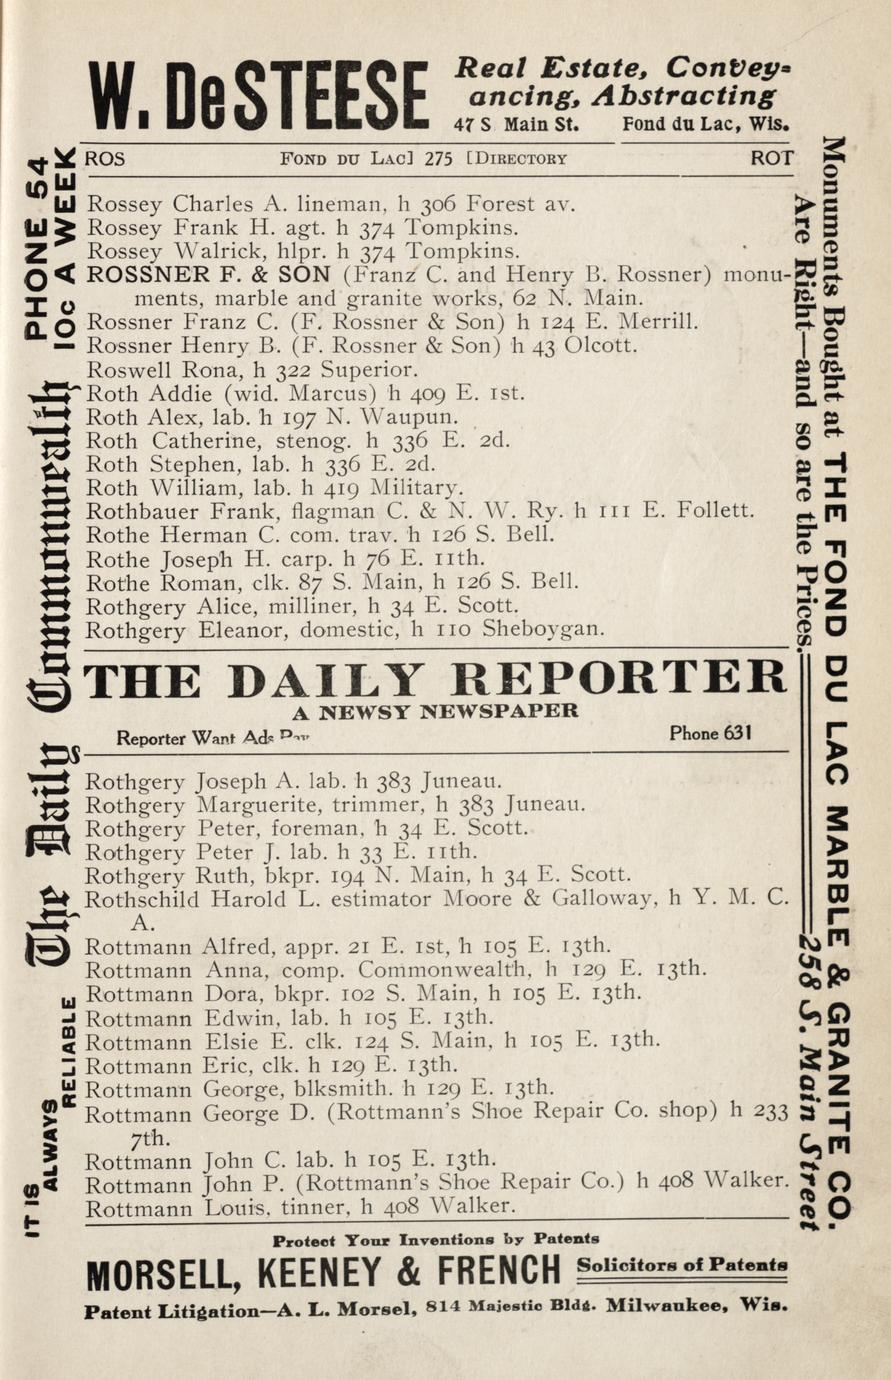 W. DeSTEESE
Real Estate, Convey-
ancing, Abstracting
47 S Main St. Fond du Lac, Wis.
ROS FOND DU LAC] 275 [DIRECTORY ROT
Rossey Charles A. lineman, h 306 Forest av.
Rossey Frank H. agt. h 374 Tompkins.
Rossey Walrick, hlpr. h 374 Tompkins.
ROSSNER F. & SON (Franz C. and Henry B. Rossner) monu-
ments, marble and granite works, 62 N. Main.
Rossner Franz C. (F. Rossner & Son) h 124 E. Merrill.
Rossner Henry B. (F. Rossner & Son) h 43 Olcott.
Roswell Rona, h 322 Superior.
Roth Addie (wid. Marcus) h 409 E. 1st.
Roth Alex, lab. h 197 N. Waupun.
Roth Catherine, stenog. h 336 E. 2d.
Roth Stephen, lab. h 336 E. 2d.
Roth William, lab. h 419 Military.
Rothbauer Frank, flagman C. & N. W. Ry. h 111 E. Follett.
Rothe Herman C. com. trav. h 126 S. Bell.
Rothe Joseph H. carp. h 76 E. 11th.
Rothe Roman, clk. 87 S. Main, h 126 S. Bell.
Rothgery Alice, milliner, h 34 E. Scott.
Rothgery Eleanor, domestic, h 110 Sheboygan.
THE DAILY REPORTER
A NEWSY NEWSPAPER
Reporter Want Ads Phone 631
Rothgery Joseph A. lab. h 383 Juneau.
Rothgery Marguerite, trimmer, h 383 Juneau.
Rothgery Peter, foreman, h 34 E. Scott.
Rothgery Peter J. lab. h 33 E. 11th.
Rothgery Ruth, bkpr. 194 N. Main, h 34 E. Scott.
Rothschild Harold L. estimator Moore & Galloway, h Y. M. C.
A.
Rottmann Alfred, appr. 21 E. 1st, h 105 E. 13th.
Rottmann Anna, comp. Commonwealth, h 129 E. 13th.
Rottmann Dora, bkpr. 102 S. Main, h 105 E. 13th.
Rottmann Edwin, lab. h 105 E. 13th.
Rottmann Elsie E. clk. 124 S. Main, h 105 E. 13th.
Rottmann Eric, clk. h 129 E. 13th.
Rottmann George, blksmith. h 129 E. 13th.
Rottmann George D. (Rottmann's Shoe Repair Co. shop) h 233
7th.
Rottmann John C. lab. h 105 E. 13th.
Rottmann John P. (Rottmann's Shoe Repair Co.) h 408 Walker.
Rottmann Louis, tinner, h 408 Walker.
Protect Your Inventions by Patents
MORSELL, KEENEY & FRENCH Solicitors of Patents
Patent Litigation—A. L. Morsel, 814 Majestic Bldg. Milwaukee, Wis.
IT IS
ALWAYS
RELIABLE
The Daily Commonwealth
PHONE 54
10c A WEEK
Monuments Bought at THE FOND DU LAC MARBLE & GRANITE CO.
Are Right—and so are the Prices. 258 S. Main Street